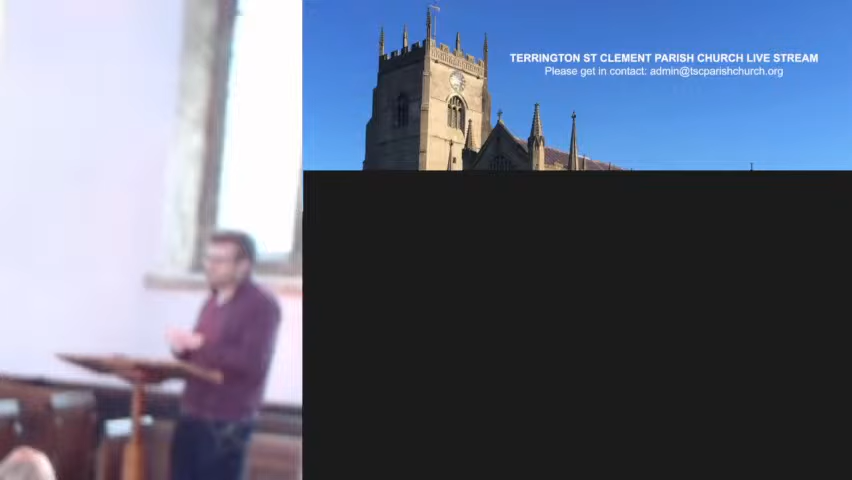 TERRINGTON ST CLEMENT PARISH CHURCH LIVE STREAM
Please get in contact: admin@tscparishchurch.org